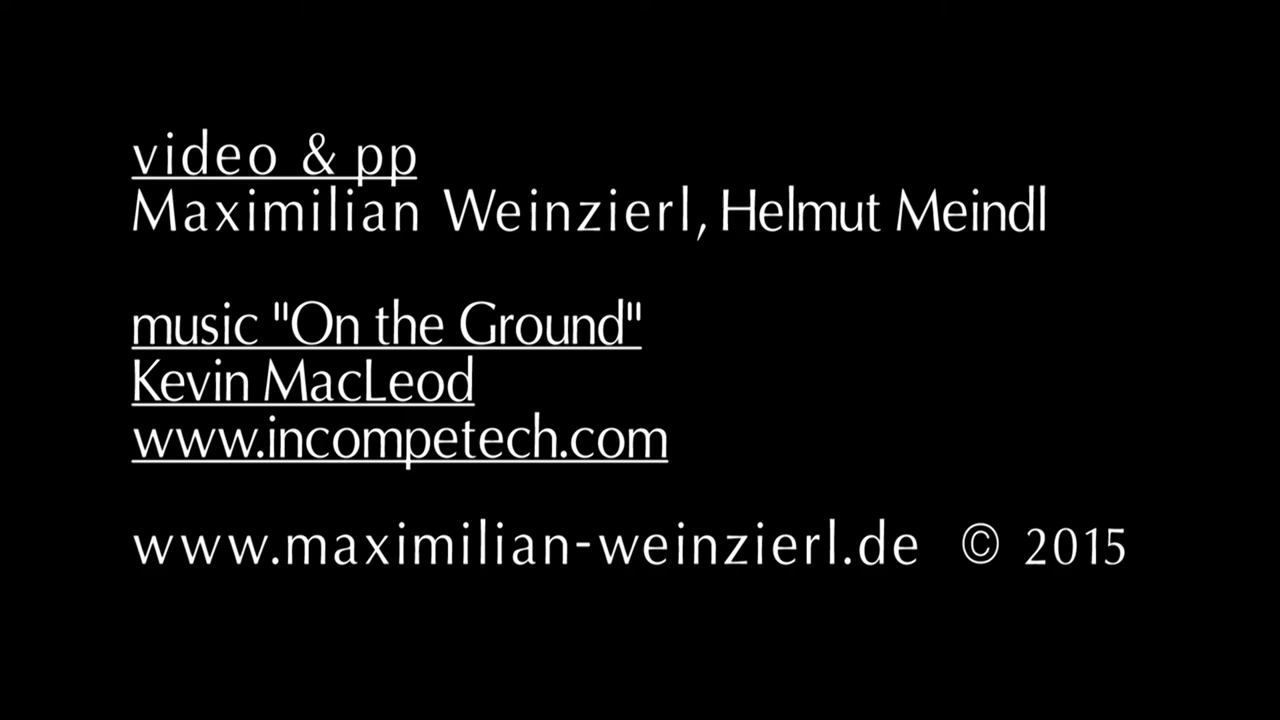 video & pp
Maximilian Weinzierl, Helmut Meindl
music "On the Ground"
Kevin MacLeod
www.incompetech.com
www.maximilian-weinzierl.de © 2015